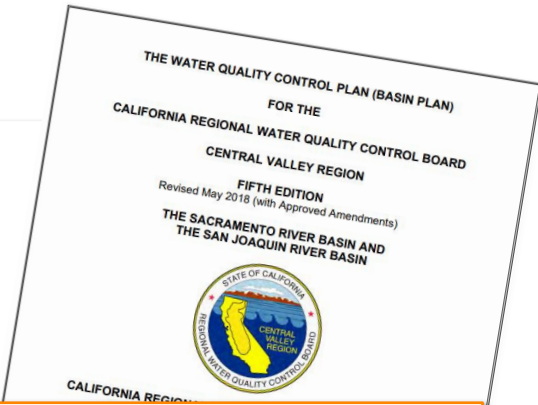 THE WATER QUALITY CONTROL PLAN (BASIN PLAN)
FOR THE
CALIFORNIA REGIONAL WATER QUALITY CONTROL BOARD
CENTRAL VALLEY REGION
FIFTH EDITION
Revised May 2018 (with Approved Amendments)
THE SACRAMENTO RIVER BASIN AND
THE SAN JOAQUIN RIVER BASIN
STATE OF CALIFORNIA
CENTRAL
VALLEY
REGION
REGIONAL WATER QUALITY CONTROL BOARD
CALIFORNIA